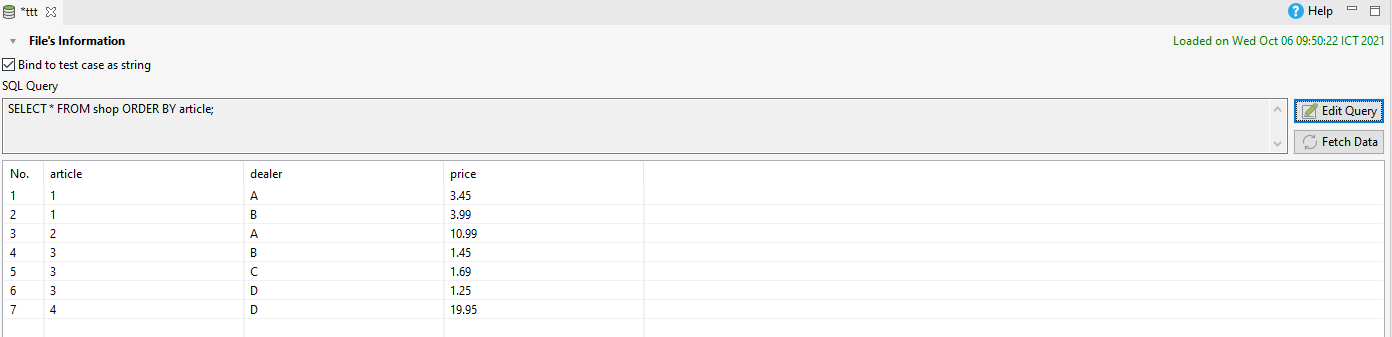 *ttt Help
File's Information Loaded on Wed Oct 06 09:50:22 ICT 2021
Bind to test case as string
SQL Query
SELECT * FROM shop ORDER BY article; Edit Query
Fetch Data
No. article dealer price
1 1 A 3.45
2 1 B 3.99
3 2 A 10.99
4 3 B 1.45
5 3 C 1.69
6 3 D 1.25
7 4 D 19.95